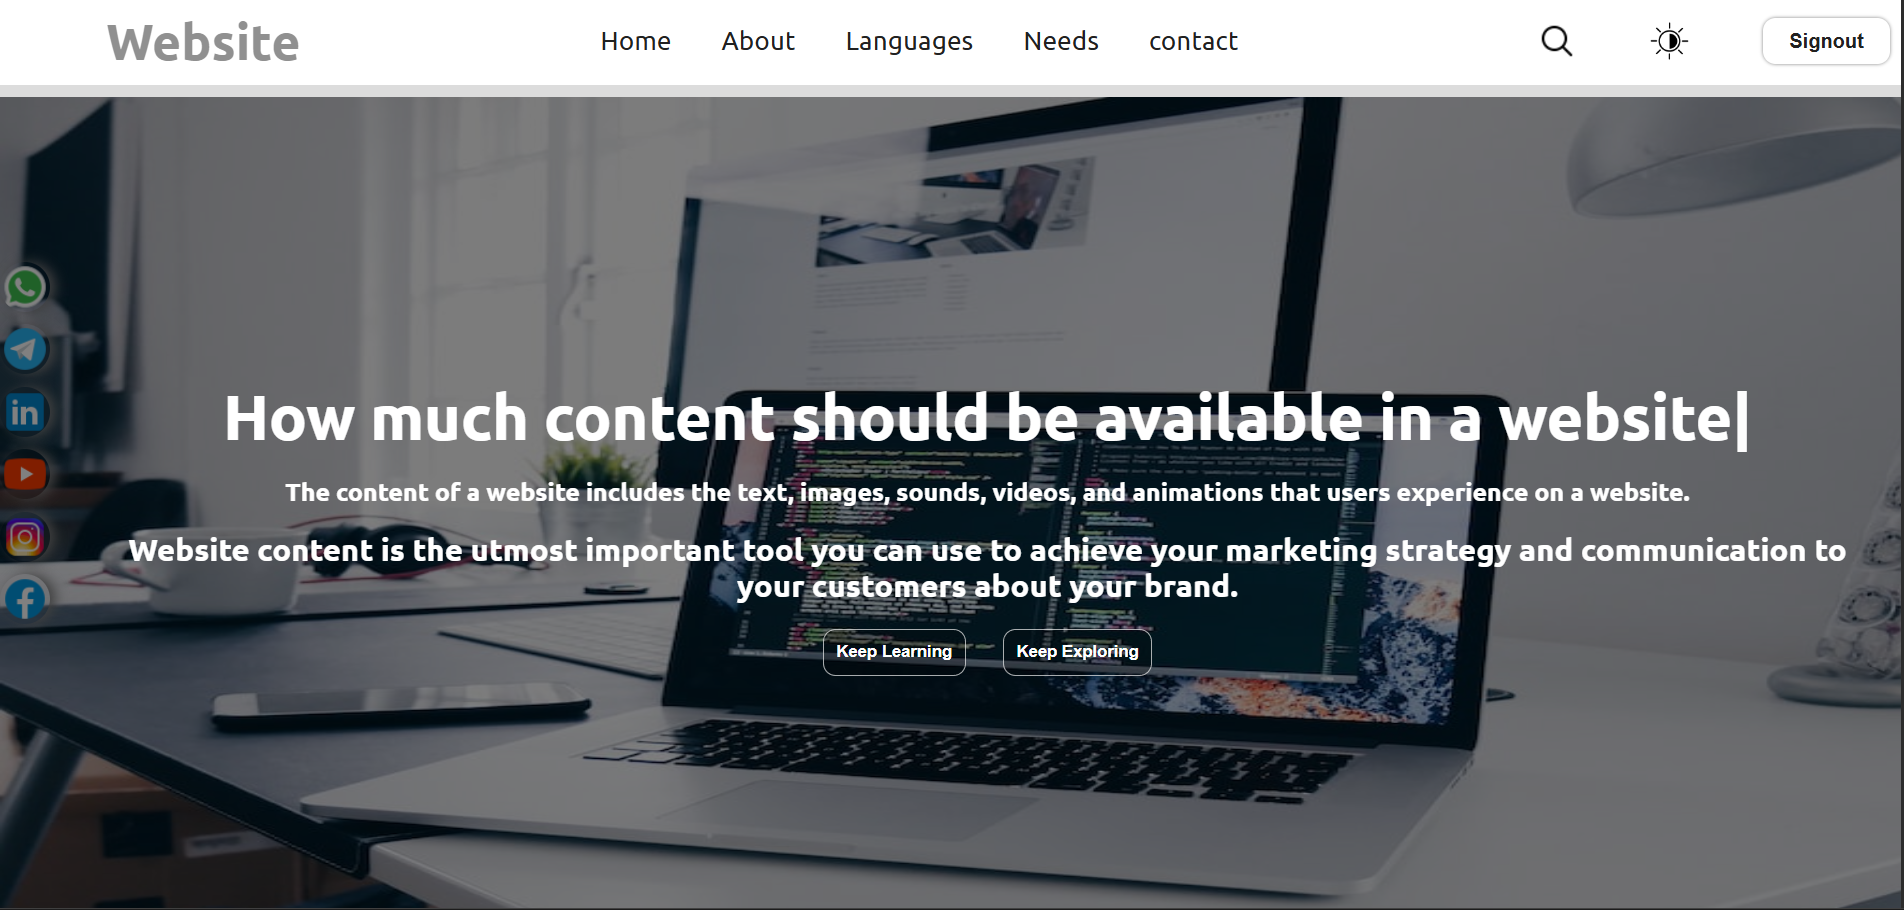 Website
Home About Languages Needs contact
Signout
How much content should be available in a website|
The content of a website includes the text, images, sounds, videos, and animations that users experience on a website.
Website content is the utmost important tool you can use to achieve your marketing strategy and communication to
your customers about your brand.
Keep Learning Keep Exploring